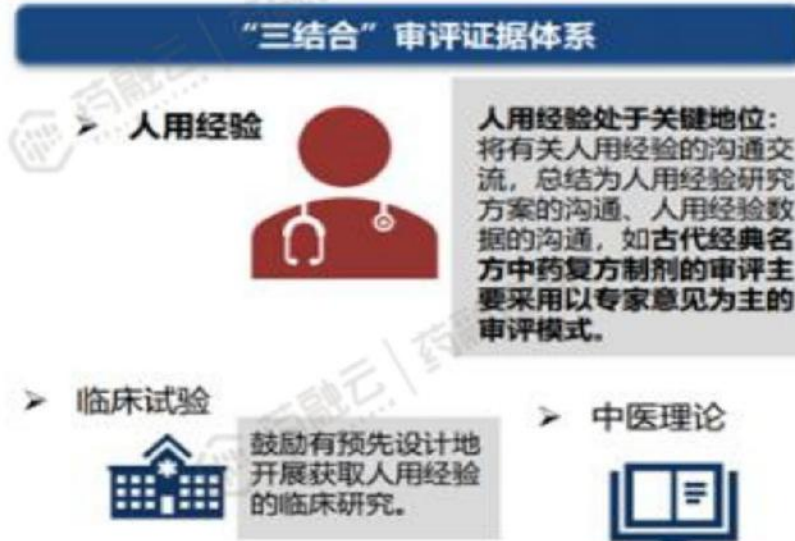 “三结合”审评证据体系
➢ 人用经验
人用经验处于关键地位：
将有关人用经验的沟通交
流，总结为人用经验研究
方案的沟通、人用经验数
据的沟通，如古代经典名
方中药复方制剂的审评主
要采用以专家意见为主的
审评模式。
➢ 临床试验
鼓励有预先设计地
开展获取人用经验
的临床研究。
➢ 中医理论
药融云
药融云